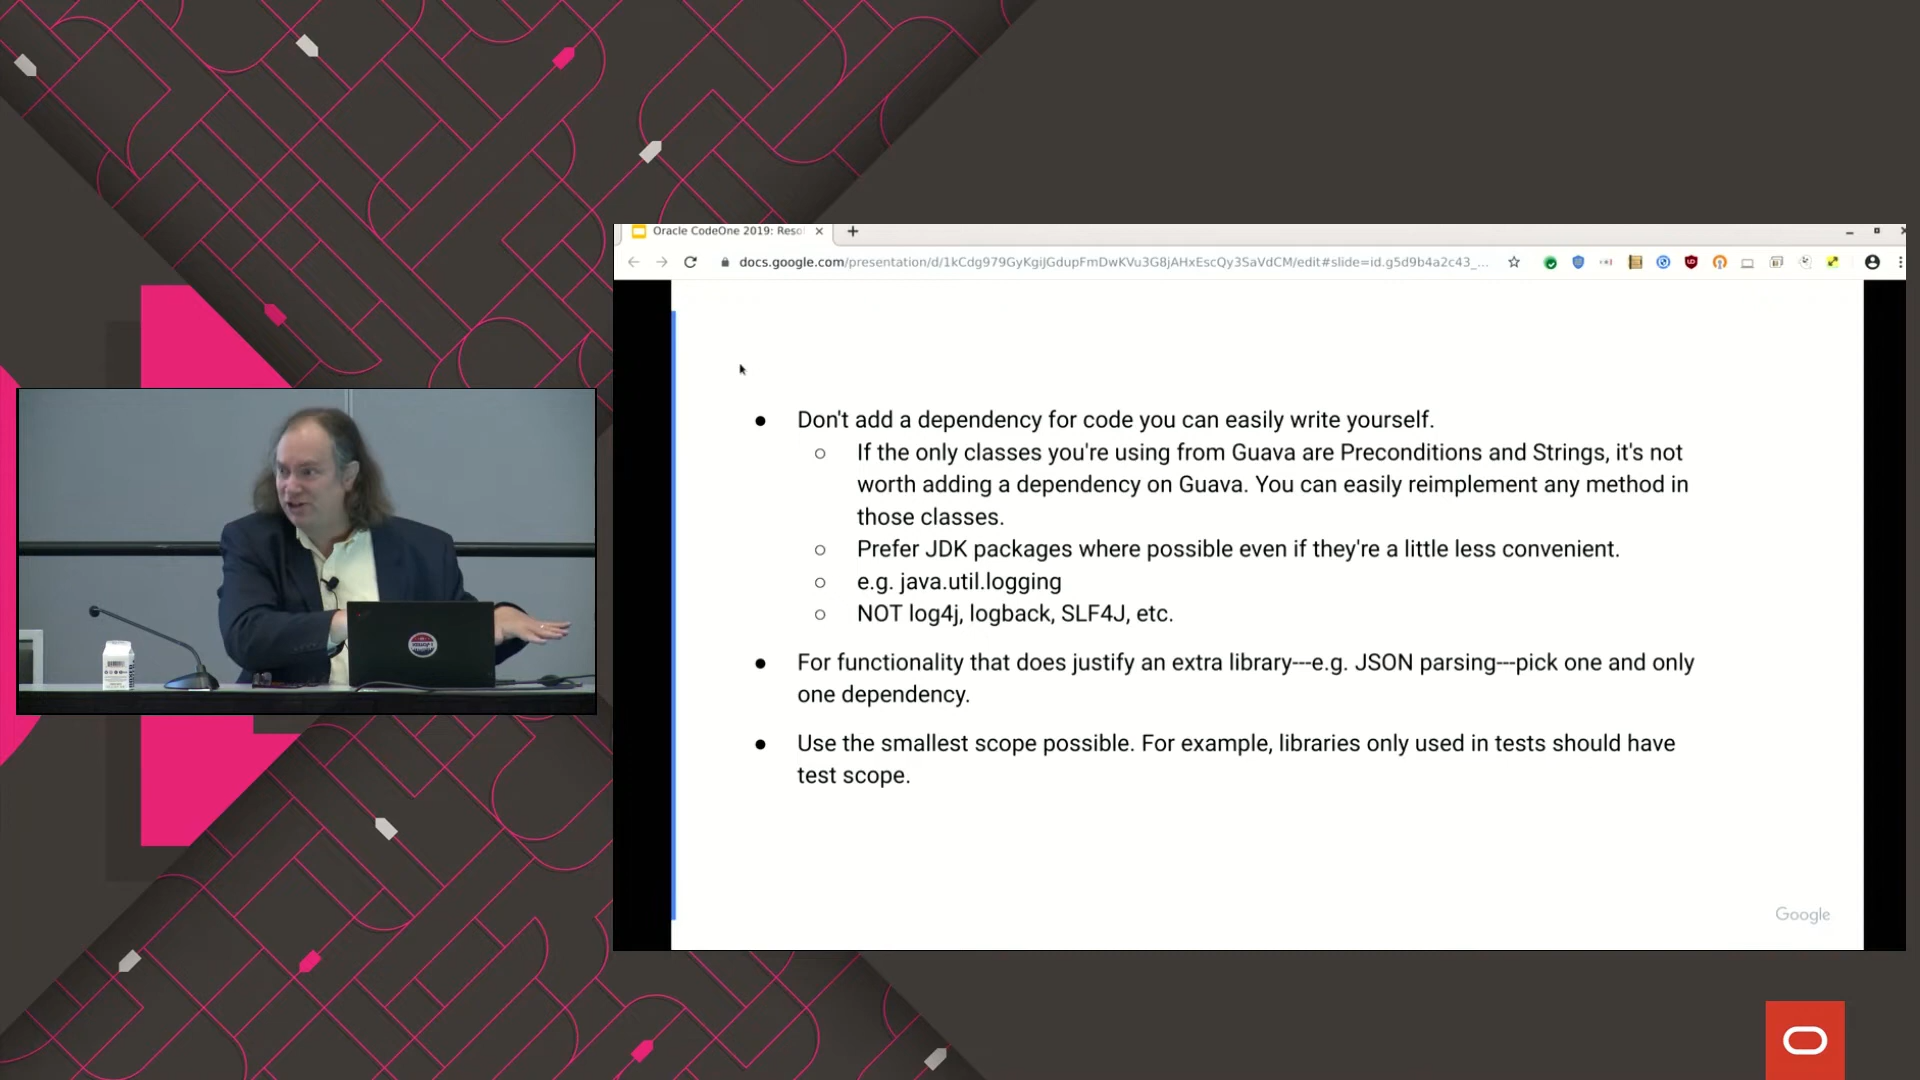 Oracle CodeOne 2019: Reso
docs.google.com/presentation/d/1kCdg979GyKgiJGdupFmDwKVu3G8jAHxEscQy3SaVdCM/edit#slide=id.g5d9b4a2c43_...
Don't add a dependency for code you can easily write yourself.
If the only classes you're using from Guava are Preconditions and Strings, it's not
worth adding a dependency on Guava. You can easily reimplement any method in
those classes.
Prefer JDK packages where possible even if they're a little less convenient.
e.g. java.util.logging
NOT log4j, logback, SLF4J, etc.
For functionality that does justify an extra library---e.g. JSON parsing---pick one and only
one dependency.
Use the smallest scope possible. For example, libraries only used in tests should have
test scope.
Google